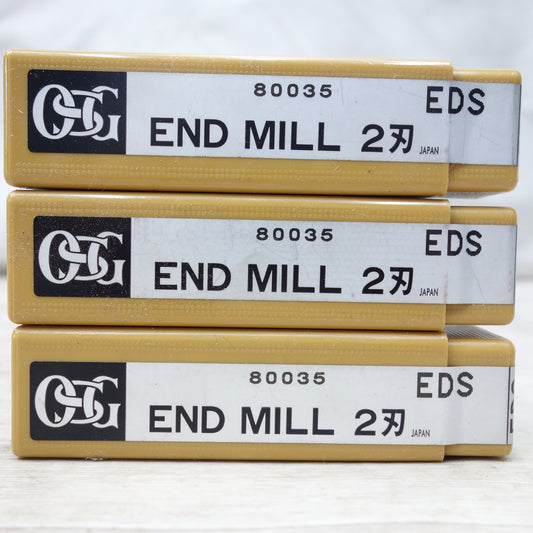 OSG
80035
EDS
END MILL 2刃
JAPAN
OSG
80035
EDS
END MILL 2刃
JAPAN
OSG
80035
EDS
END MILL 2刃
JAPAN